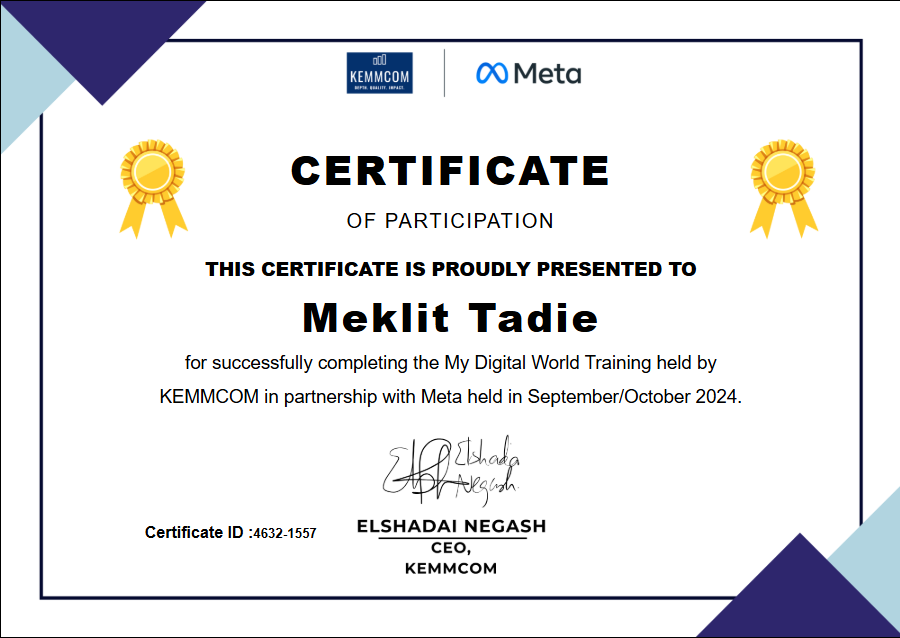 KEMMCOM
DEPTH. QUALITY. IMPACT.
Meta
CERTIFICATE
OF PARTICIPATION
THIS CERTIFICATE IS PROUDLY PRESENTED TO
Meklit Tadie
for successfully completing the My Digital World Training held by
KEMMCOM in partnership with Meta held in September/October 2024.
Elshadai
Negash
ELSHADAI NEGASH
CEO,
KEMMCOM
Certificate ID :4632-1557